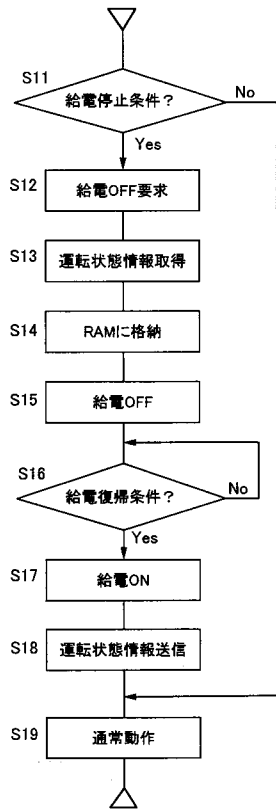 S11
給電停止条件？
No
Yes
S12
給電OFF要求
S13
運転状態情報取得
S14
RAMに格納
S15
給電OFF
S16
給電復帰条件？
No
Yes
S17
給電ON
S18
運転状態情報送信
S19
通常動作